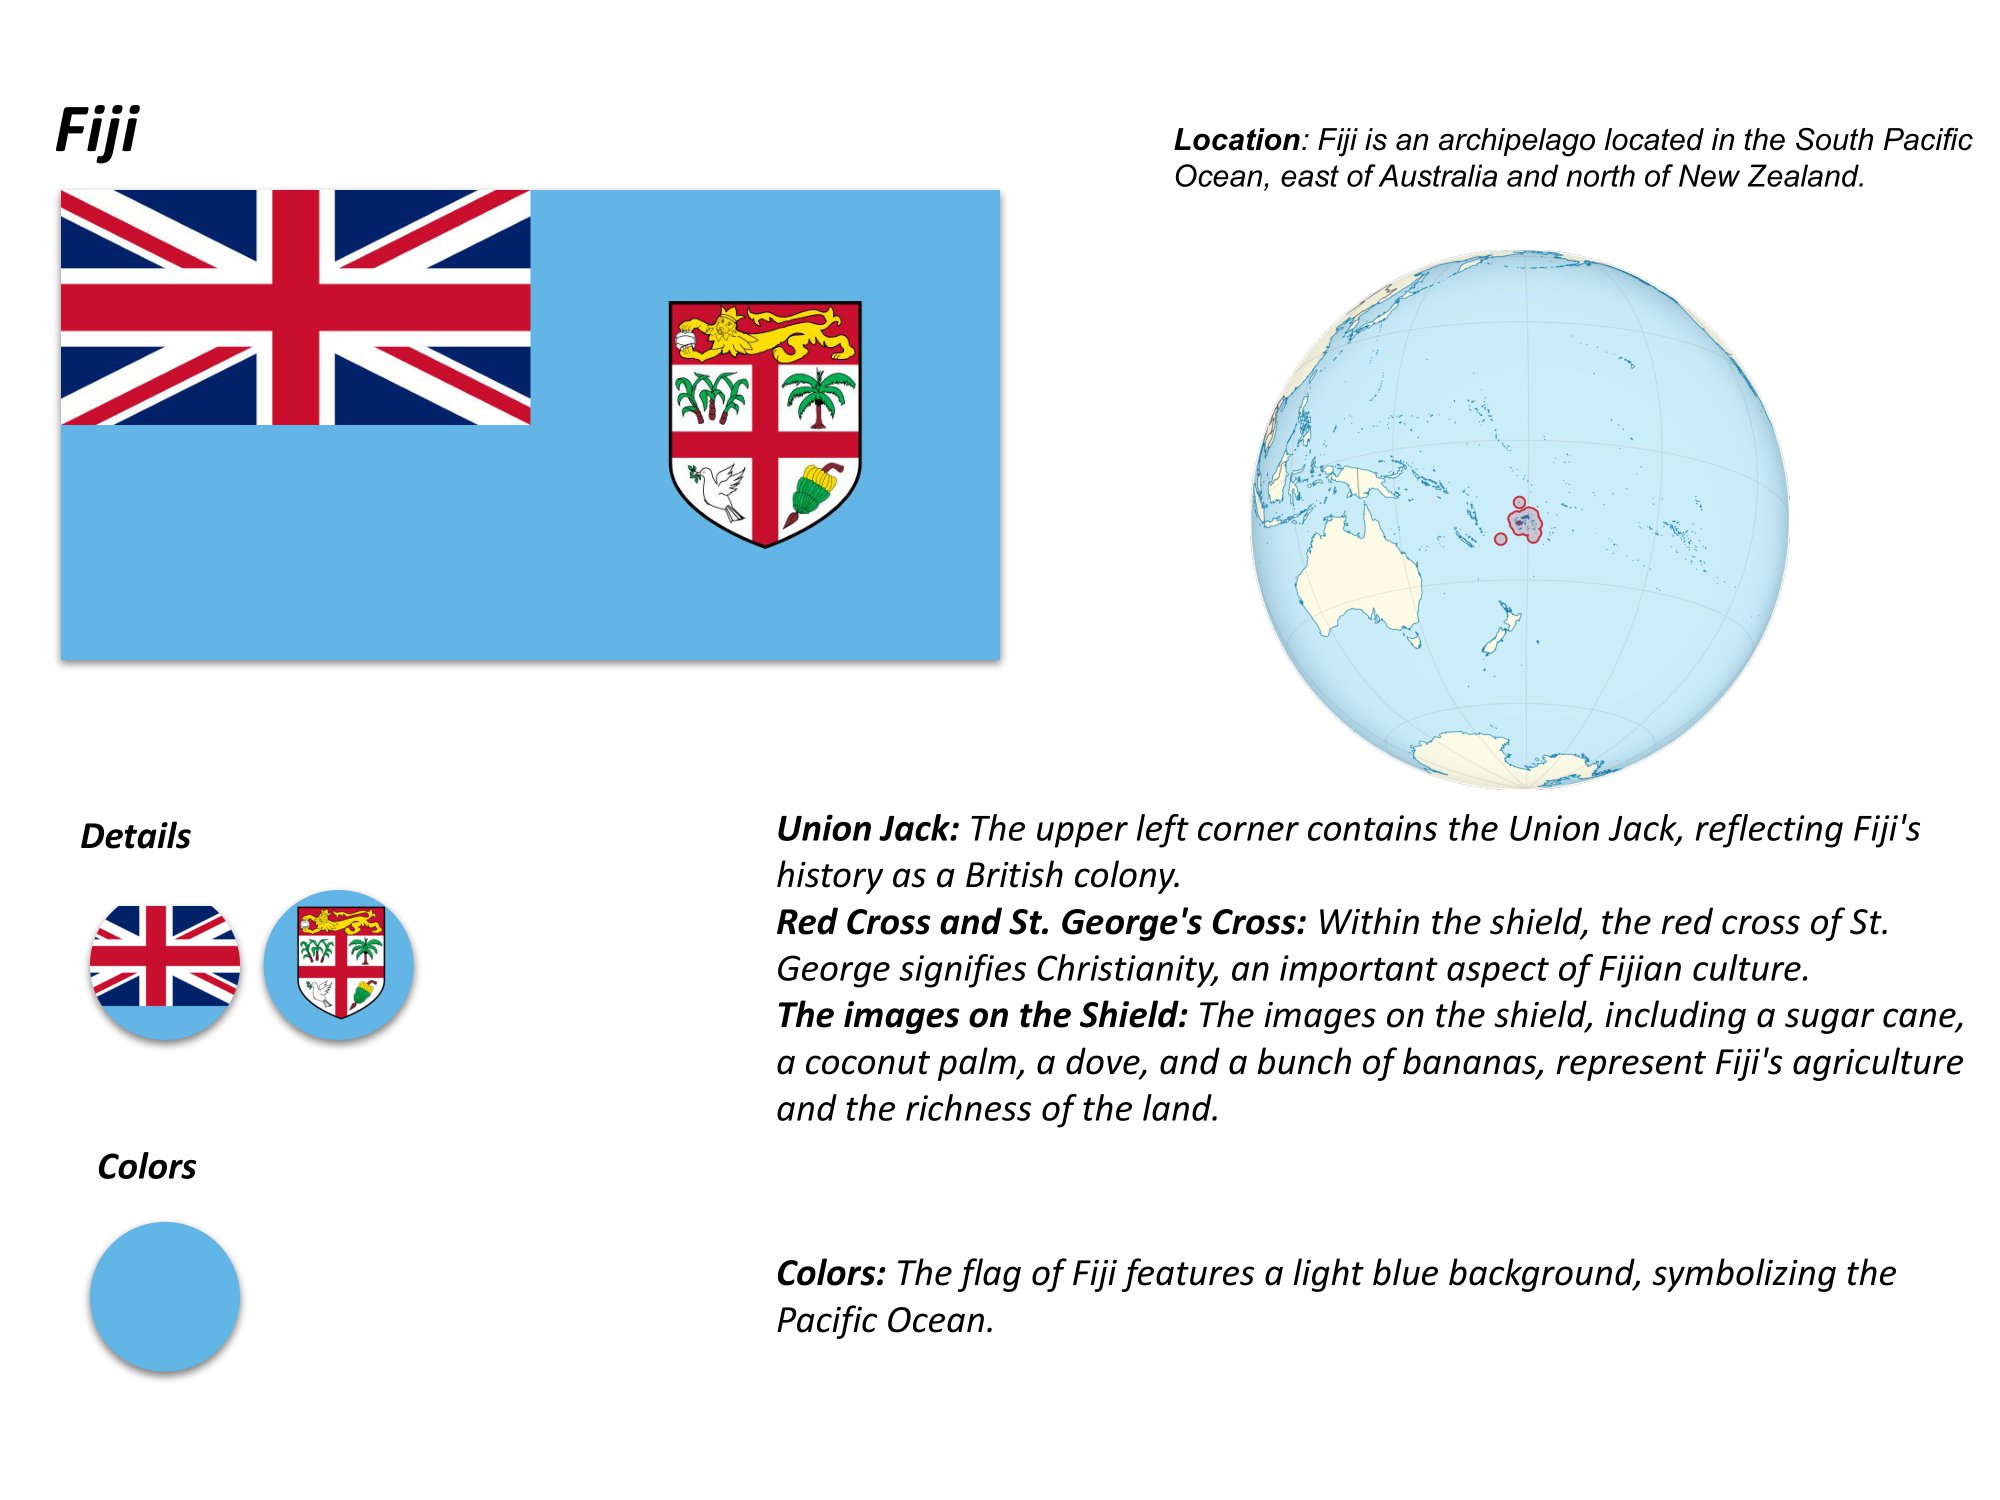 Fiji
Location: Fiji is an archipelago located in the South Pacific
Ocean, east of Australia and north of New Zealand.
Details
Union Jack: The upper left corner contains the Union Jack, reflecting Fiji's
history as a British colony.
Red Cross and St. George's Cross: Within the shield, the red cross of St.
George signifies Christianity, an important aspect of Fijian culture.
The images on the Shield: The images on the shield, including a sugar cane,
a coconut palm, a dove, and a bunch of bananas, represent Fiji's agriculture
and the richness of the land.
Colors
Colors: The flag of Fiji features a light blue background, symbolizing the
Pacific Ocean.